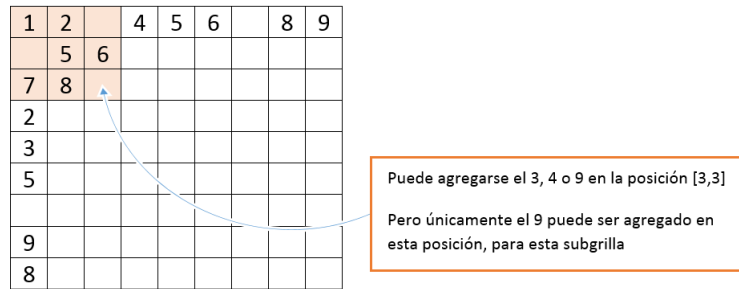 1 2 4 5 6 8 9
5 6
7 8
2
3
5
9
8
Puede agregarse el 3, 4 o 9 en la posición [3,3]
Pero únicamente el 9 puede ser agregado en
esta posición, para esta subgrilla